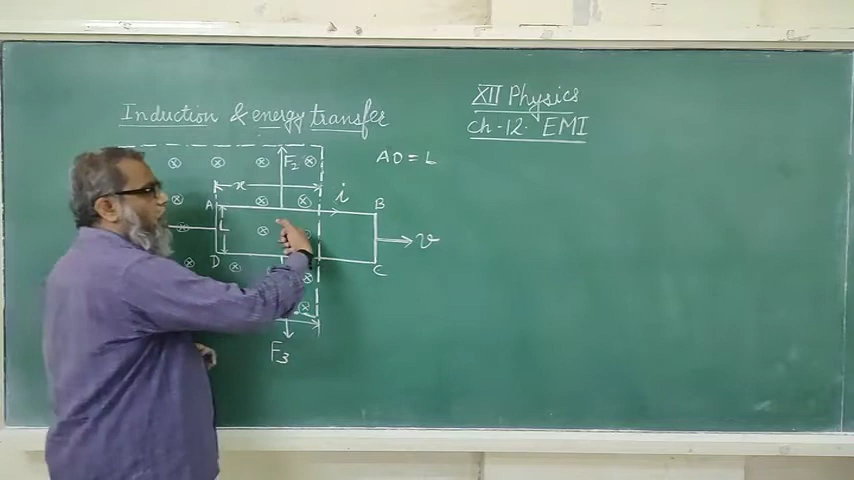 Induction & energy transfer
XII Physics
ch-12. EMI
AD = L
F2
x
i
A
B
L
v
D
C
F3